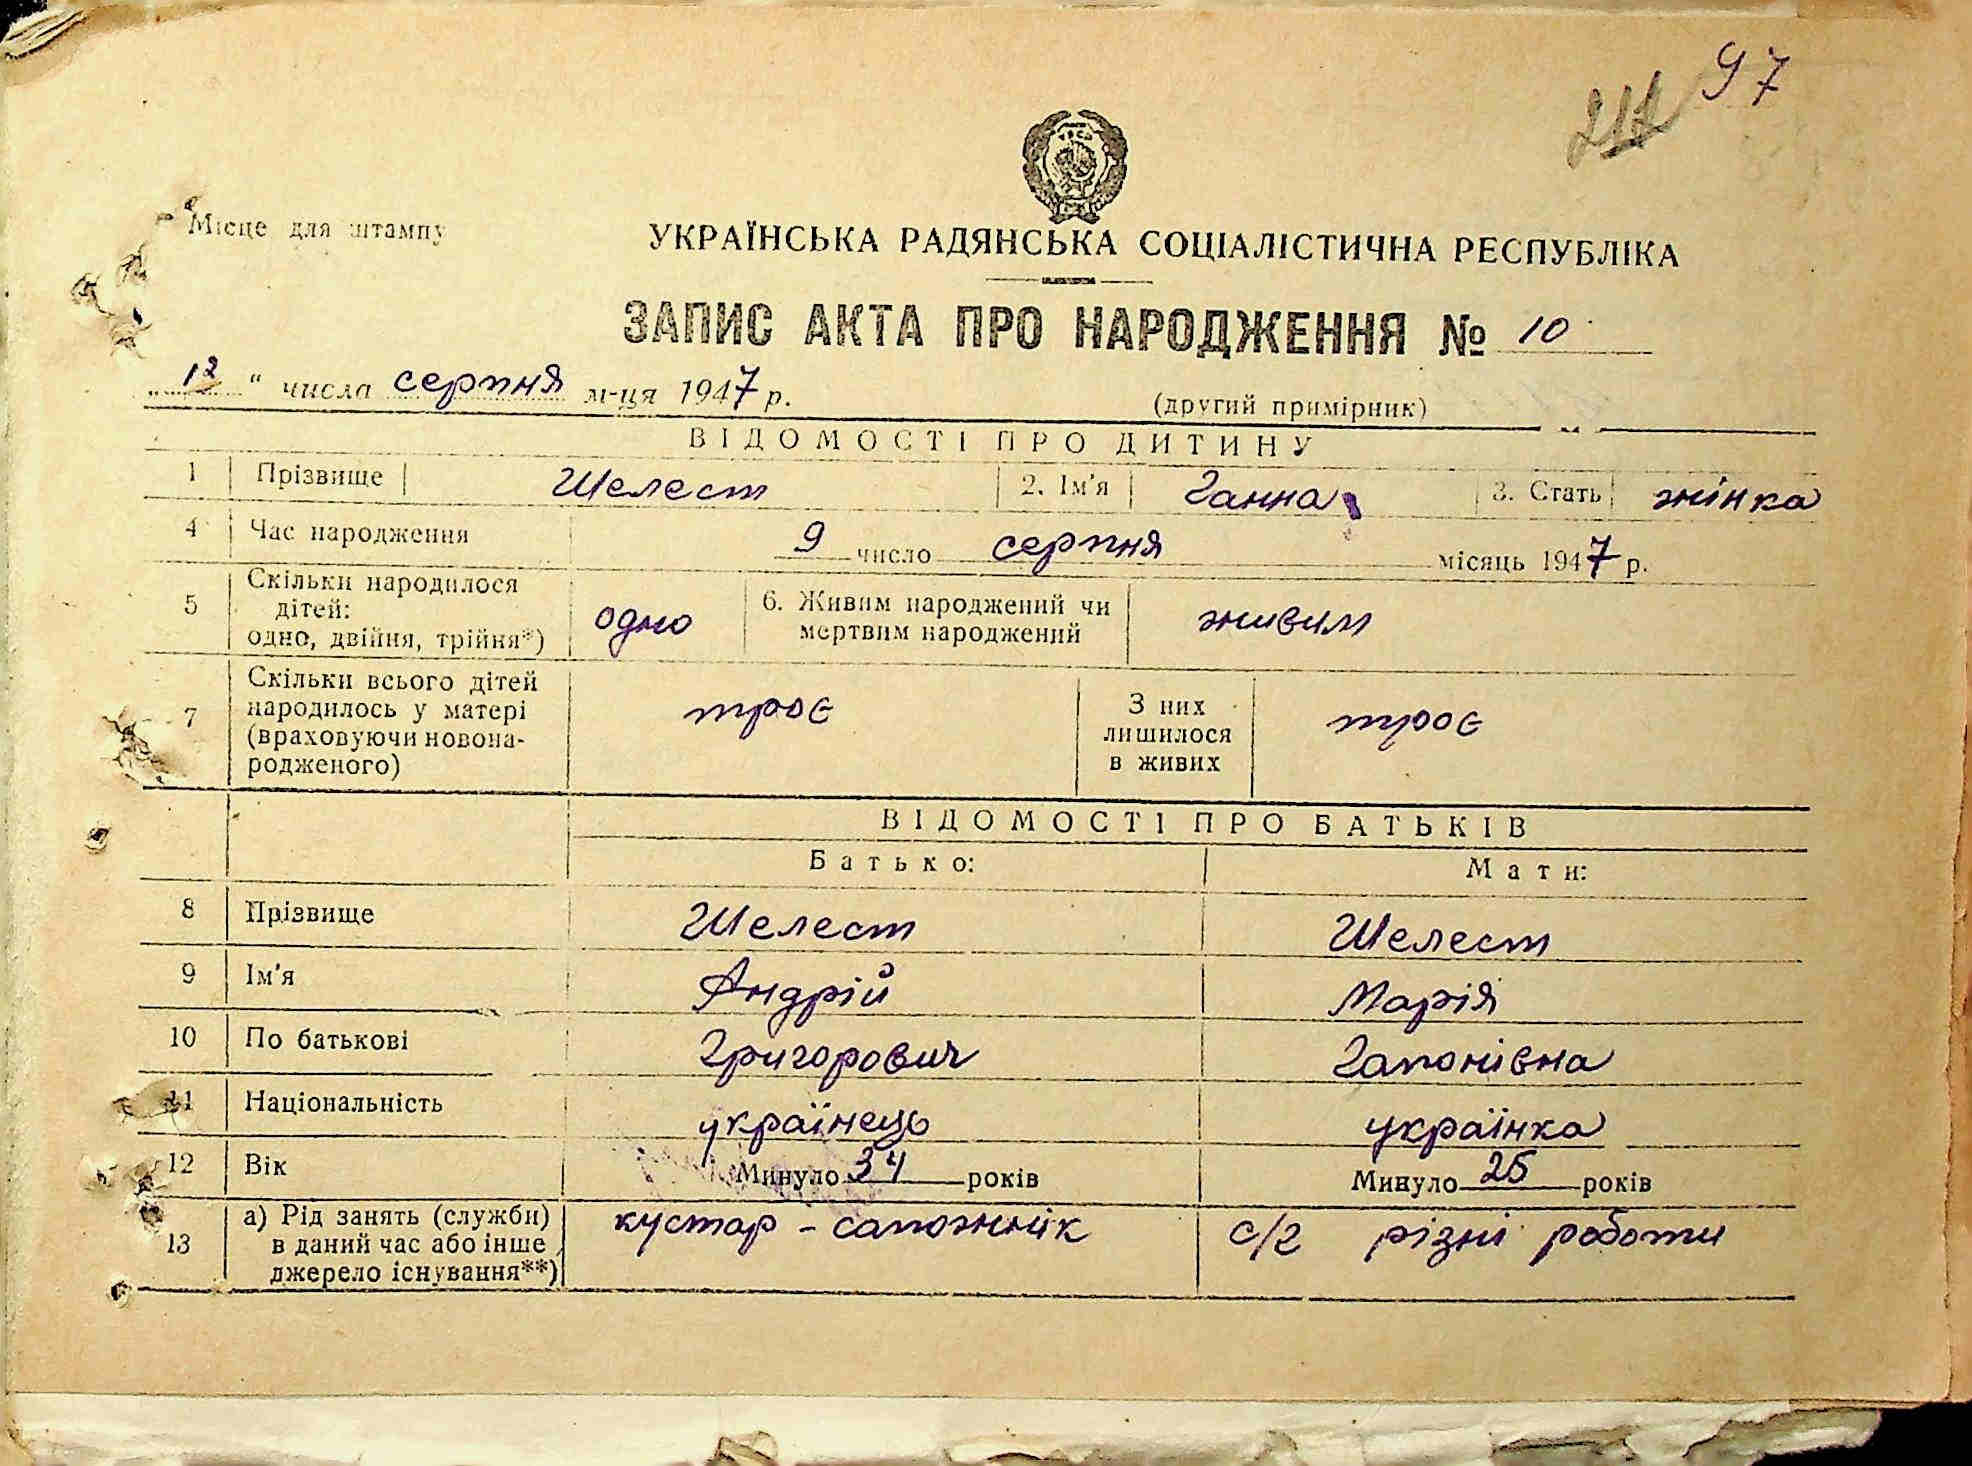 97
217
Місце для штампу
УКРАЇНСЬКА РАДЯНСЬКА СОЦІАЛІСТИЧНА РЕСПУБЛІКА
ЗАПИС АКТА ПРО НАРОДЖЕННЯ № 10
„12“ числа серпня м-ця 1947 р.
(другий примірник)
ВІДОМОСТІ ПРО ДИТИНУ
1 Прізвище Шелест 2. Ім'я Ганна 3. Стать жінка
4 Час народження 9 число серпня місяць 1947 р.
5 Скільки народилося дітей: одно, двійня, трійня*) одно 6. Живим народжений чи мертвим народжений живим
7 Скільки всього дітей народилось у матері (враховуючи новонародженого) троє З них лишилося в живих троє
ВІДОМОСТІ ПРО БАТЬКІВ
Батько: Мати:
8 Прізвище Шелест Шелест
9 Ім'я Андрій Марія
10 По батькові Григорович Гапонівна
11 Національність українець українка
12 Вік Минуло 34 років Минуло 25 років
13 а) Рід занять (служби) в даний час або інше джерело існування**) кустар - сапожнік с/г різні роботи